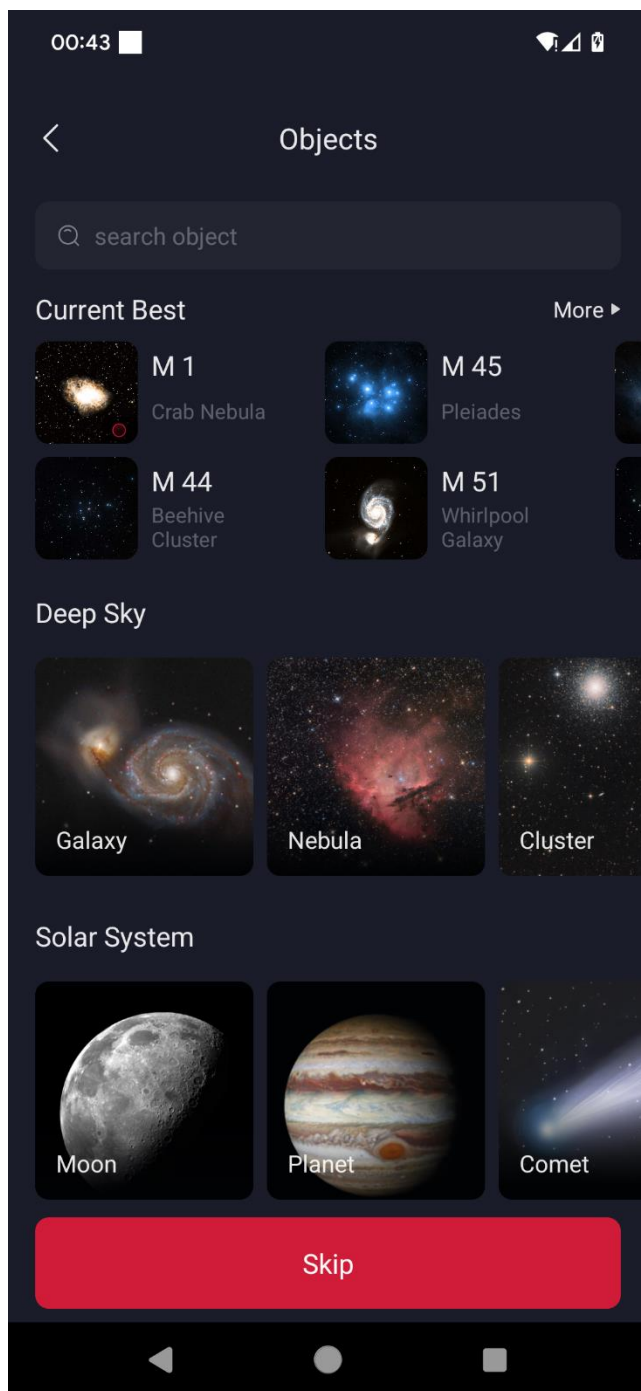 00:43
Objects
search object
Current Best
More
M 1
Crab Nebula
M 45
Pleiades
M 44
Beehive
Cluster
M 51
Whirlpool
Galaxy
Deep Sky
Galaxy
Nebula
Cluster
Solar System
Moon
Planet
Comet
Skip